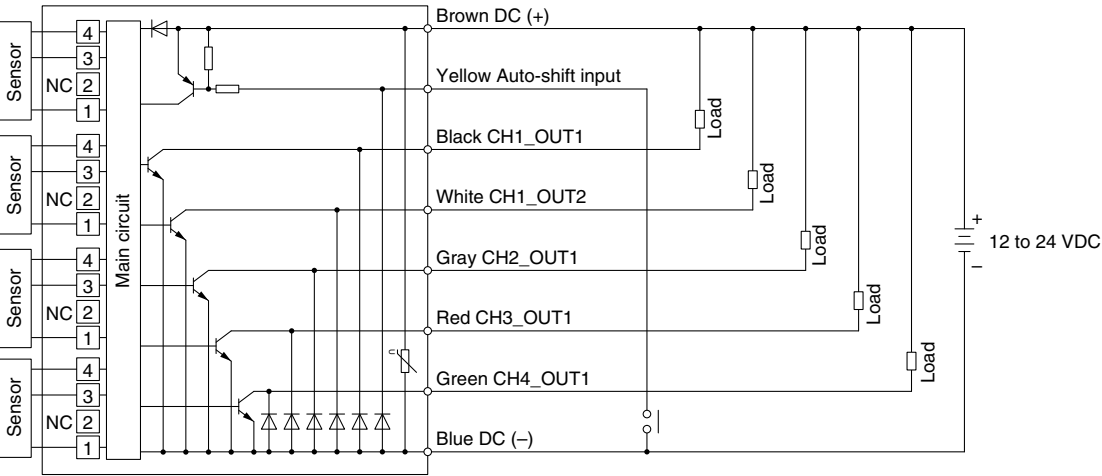 Sensor
4
3
NC 2
1
Sensor
4
3
NC 2
1
Sensor
4
3
NC 2
1
Sensor
4
3
NC 2
1
Main circuit
Brown DC (+)
Yellow Auto-shift input
Black CH1_OUT1
White CH1_OUT2
Gray CH2_OUT1
Red CH3_OUT1
Green CH4_OUT1
Blue DC (–)
U
Load
Load
Load
Load
Load
+
12 to 24 VDC
–